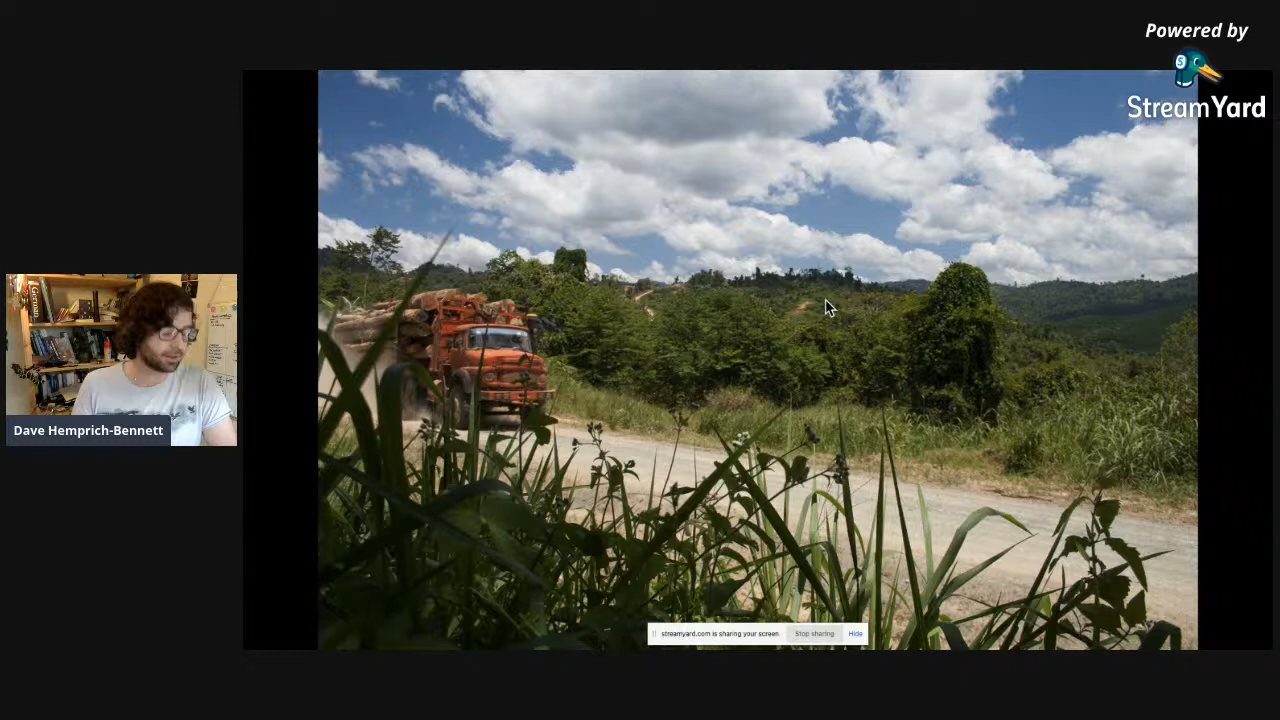 Powered by
StreamYard
Dave Hemprich-Bennett
streamyard.com is sharing your screen.
Stop sharing
Hide